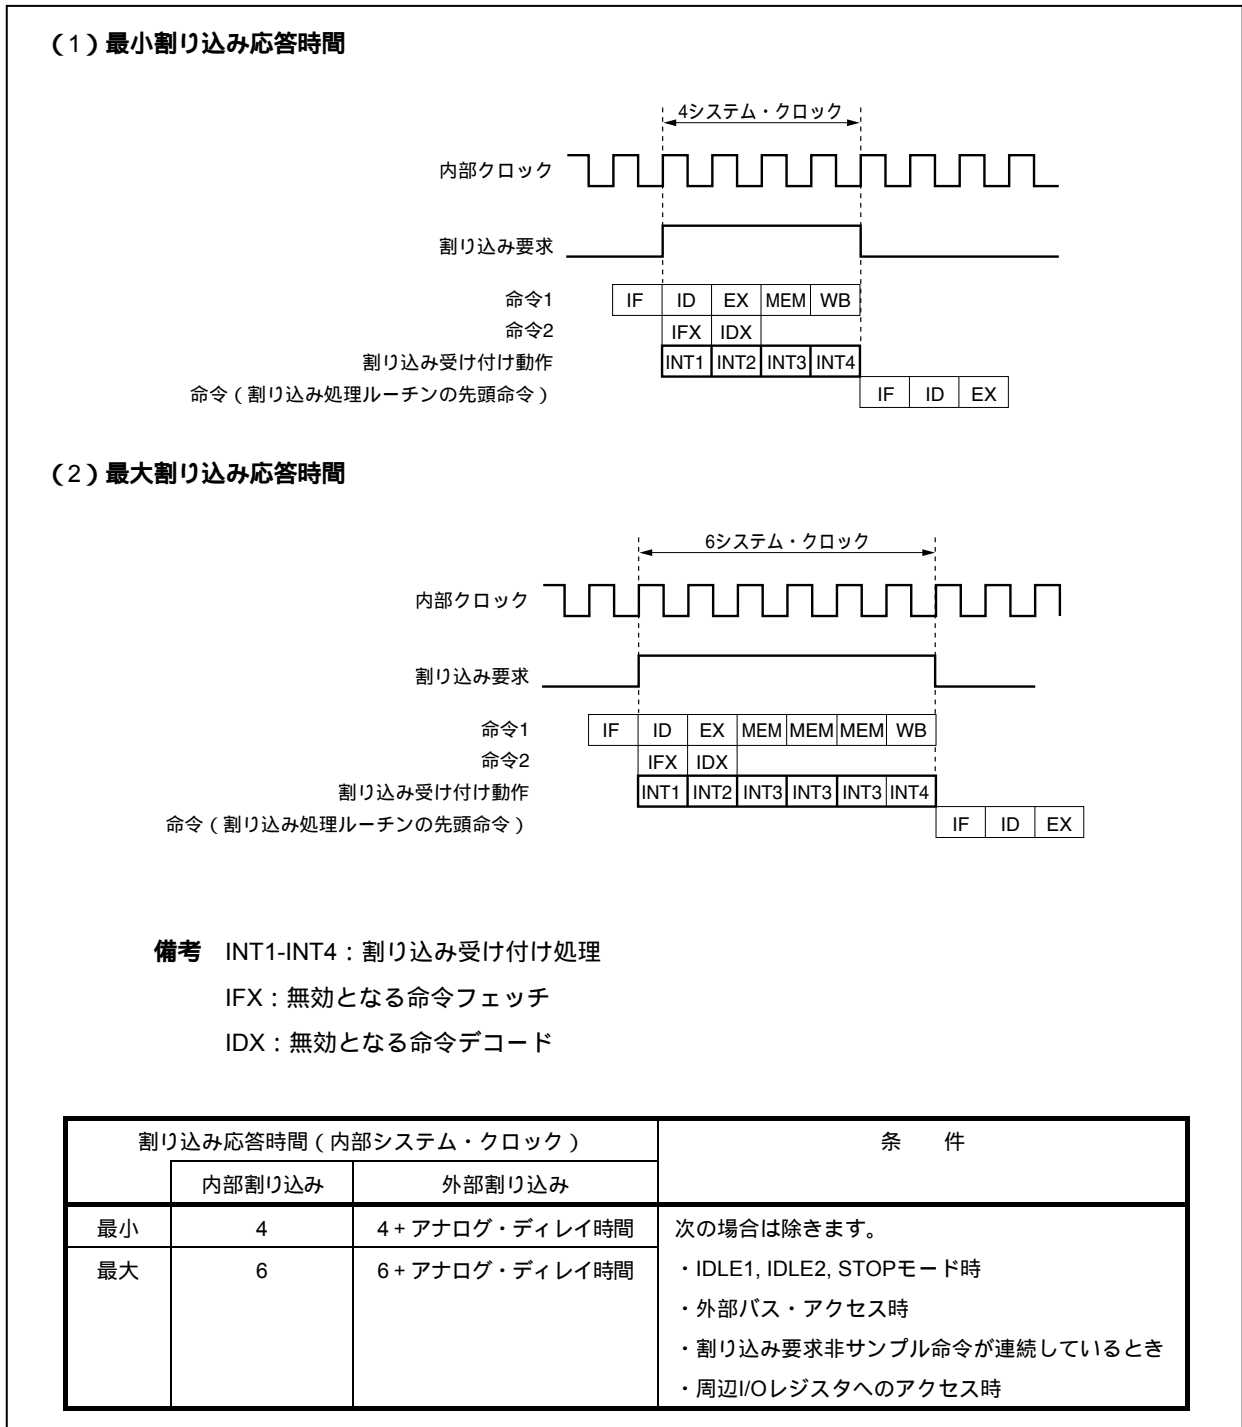 (1)最小割り込み応答時間
4システム・クロック
内部クロック
割り込み要求
命令1 IF ID EX MEM WB
命令2 IFX IDX
割り込み受け付け動作 INT1 INT2 INT3 INT4
命令(割り込み処理ルーチンの先頭命令) IF ID EX
(2)最大割り込み応答時間
6システム・クロック
内部クロック
割り込み要求
命令1 IF ID EX MEM MEM MEM WB
命令2 IFX IDX
割り込み受け付け動作 INT1 INT2 INT3 INT3 INT3 INT4
命令(割り込み処理ルーチンの先頭命令) IF ID EX
備考 INT1-INT4:割り込み受け付け処理
IFX:無効となる命令フェッチ
IDX:無効となる命令デコード
割り込み応答時間(内部システム・クロック) 条 件
内部割り込み 外部割り込み
最小 4 4+アナログ・ディレイ時間 次の場合は除きます。
最大 6 6+アナログ・ディレイ時間 ・IDLE1, IDLE2, STOPモード時
・外部バス・アクセス時
・割り込み要求非サンプル命令が連続しているとき
・周辺I/Oレジスタへのアクセス時